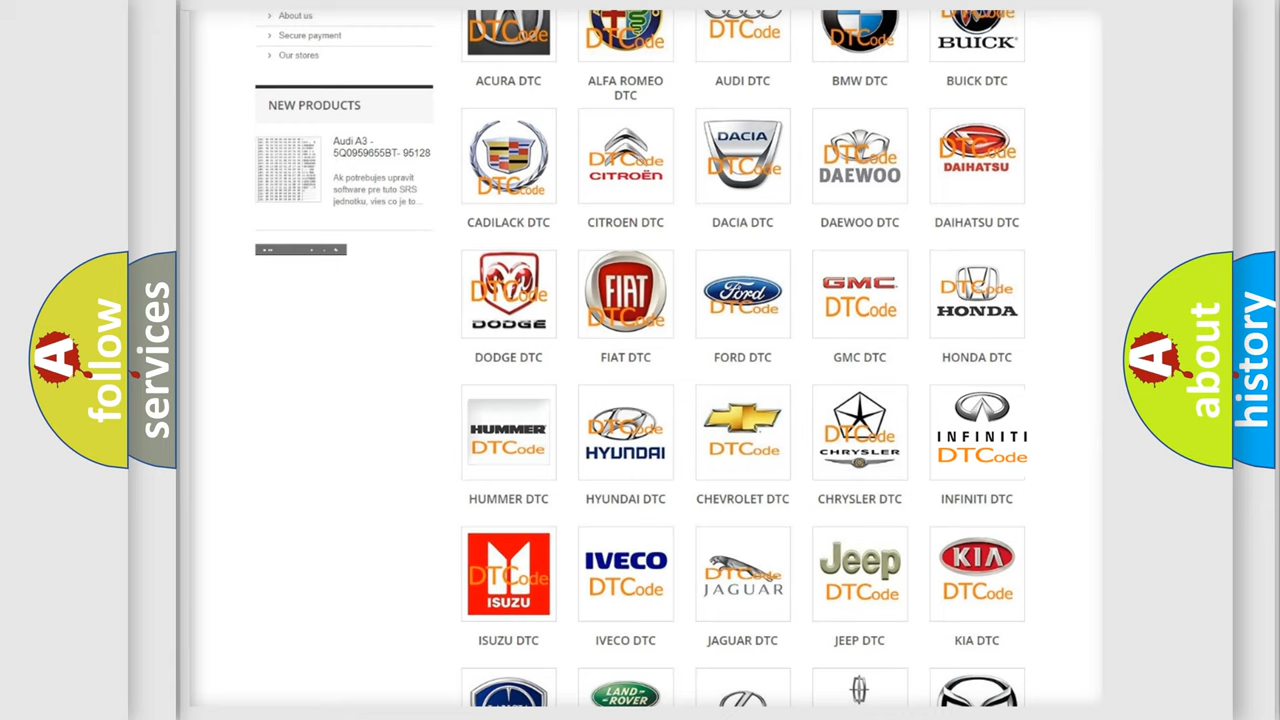 About us
Secure payment
Our stores
NEW PRODUCTS
Audi A3 -
5Q0959655BT- 95128
Ak potrebujes upravit
software pre tuto SRS
jednotku, vies co je to...
DTCode
DTCode
DTCode
DTCode
BUICK
ACURA DTC
ALFA ROMEO
DTC
AUDI DTC
BMW DTC
BUICK DTC
DTCode
DTCode
CITROËN
DACIA
DTCode
DTCode
DAEWOO
DTCode
DAIHATSU
CADILACK DTC
CITROEN DTC
DACIA DTC
DAEWOO DTC
DAIHATSU DTC
DTCode
DODGE
FIAT
DTCode
Ford
DTCode
GMC
DTCode
DTCode
HONDA
DODGE DTC
FIAT DTC
FORD DTC
GMC DTC
HONDA DTC
HUMMER
DTCode
DTCode
HYUNDAI
DTCode
DTCode
CHRYSLER
INFINITI
DTCode
HUMMER DTC
HYUNDAI DTC
CHEVROLET DTC
CHRYSLER DTC
INFINITI DTC
DTCode
ISUZU
IVECO
DTCode
DTCode
JAGUAR
Jeep
DTCode
KIA
DTCode
ISUZU DTC
IVECO DTC
JAGUAR DTC
JEEP DTC
KIA DTC
LAND-
ROVER
A
follow
services
A
about
history